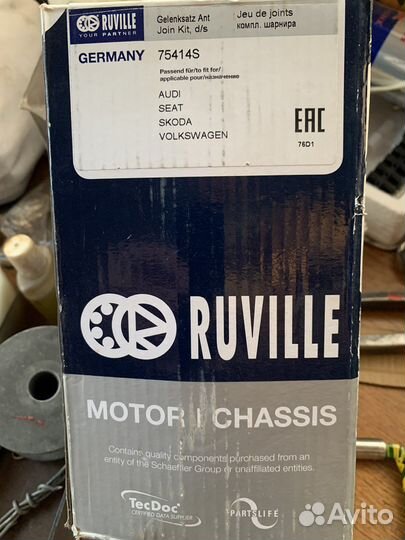 RUVILLE
YOUR PARTNER
Gelenksatz Ant
Join Kit, d/s
Jeu de joints
компл. шарнира
GERMANY 75414S
Passend für/to fit for/
applicable pour/назначение
AUDI
SEAT
SKODA
VOLKSWAGEN
EAC
76D1
RUVILLE
MOTOR I CHASSIS
Contains quality components purchased from an
entity of the Schaeffler Group or unaffiliated entities.
TecDoc
CERTIFIED DATA SUPPLIER
PARTSLIFE
Avito